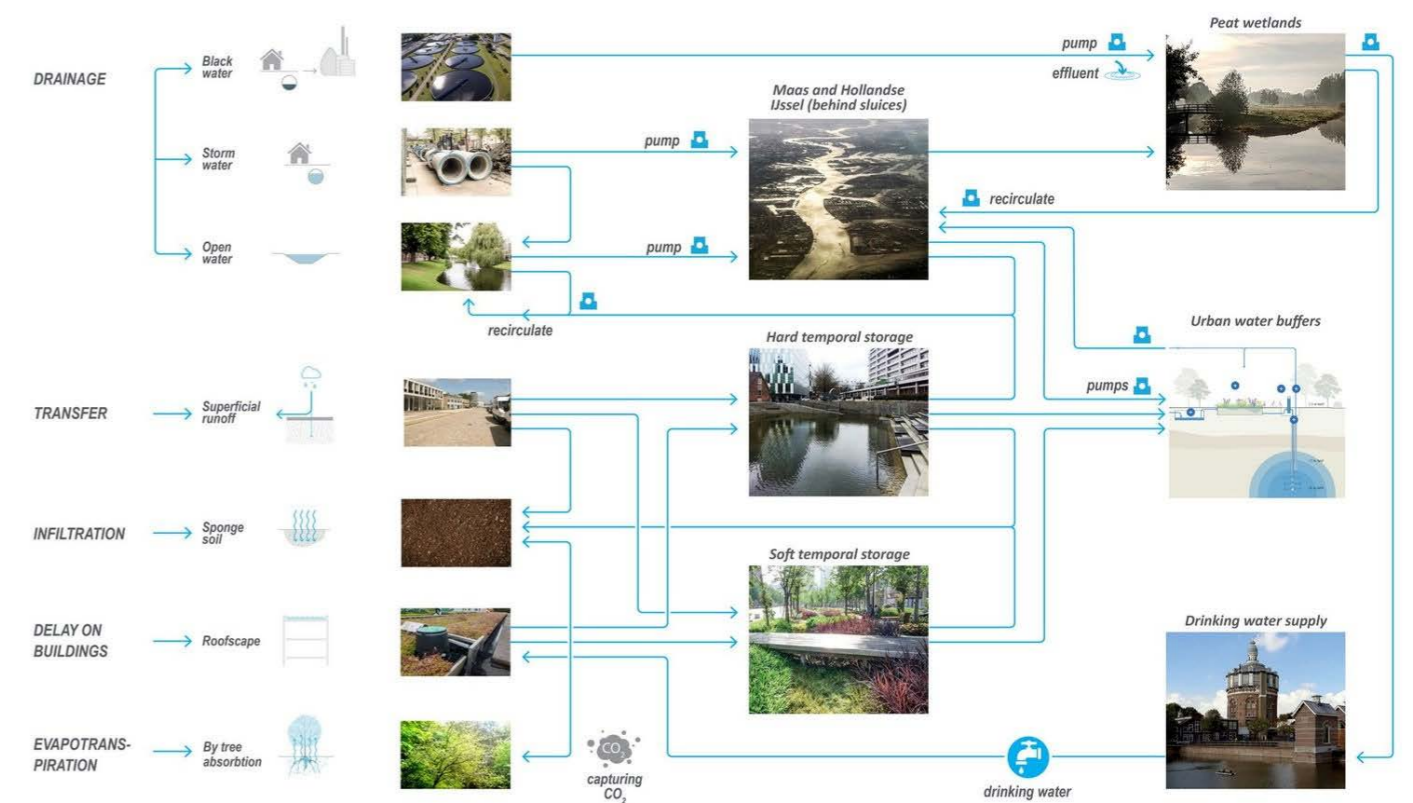 DRAINAGE
Black
water
Storm
water
Open
water
pump
effluent
Peat wetlands
Maas and Hollandse
IJssel (behind sluices)
pump
recirculate
pump
recirculate
Hard temporal storage
Urban water buffers
pumps
TRANSFER
Superficial
runoff
INFILTRATION
Sponge
soil
Soft temporal storage
DELAY ON
BUILDINGS
Roofscape
Drinking water supply
EVAPOTRANS-
PIRATION
By tree
absorbtion
CO2
capturing
CO2
drinking water